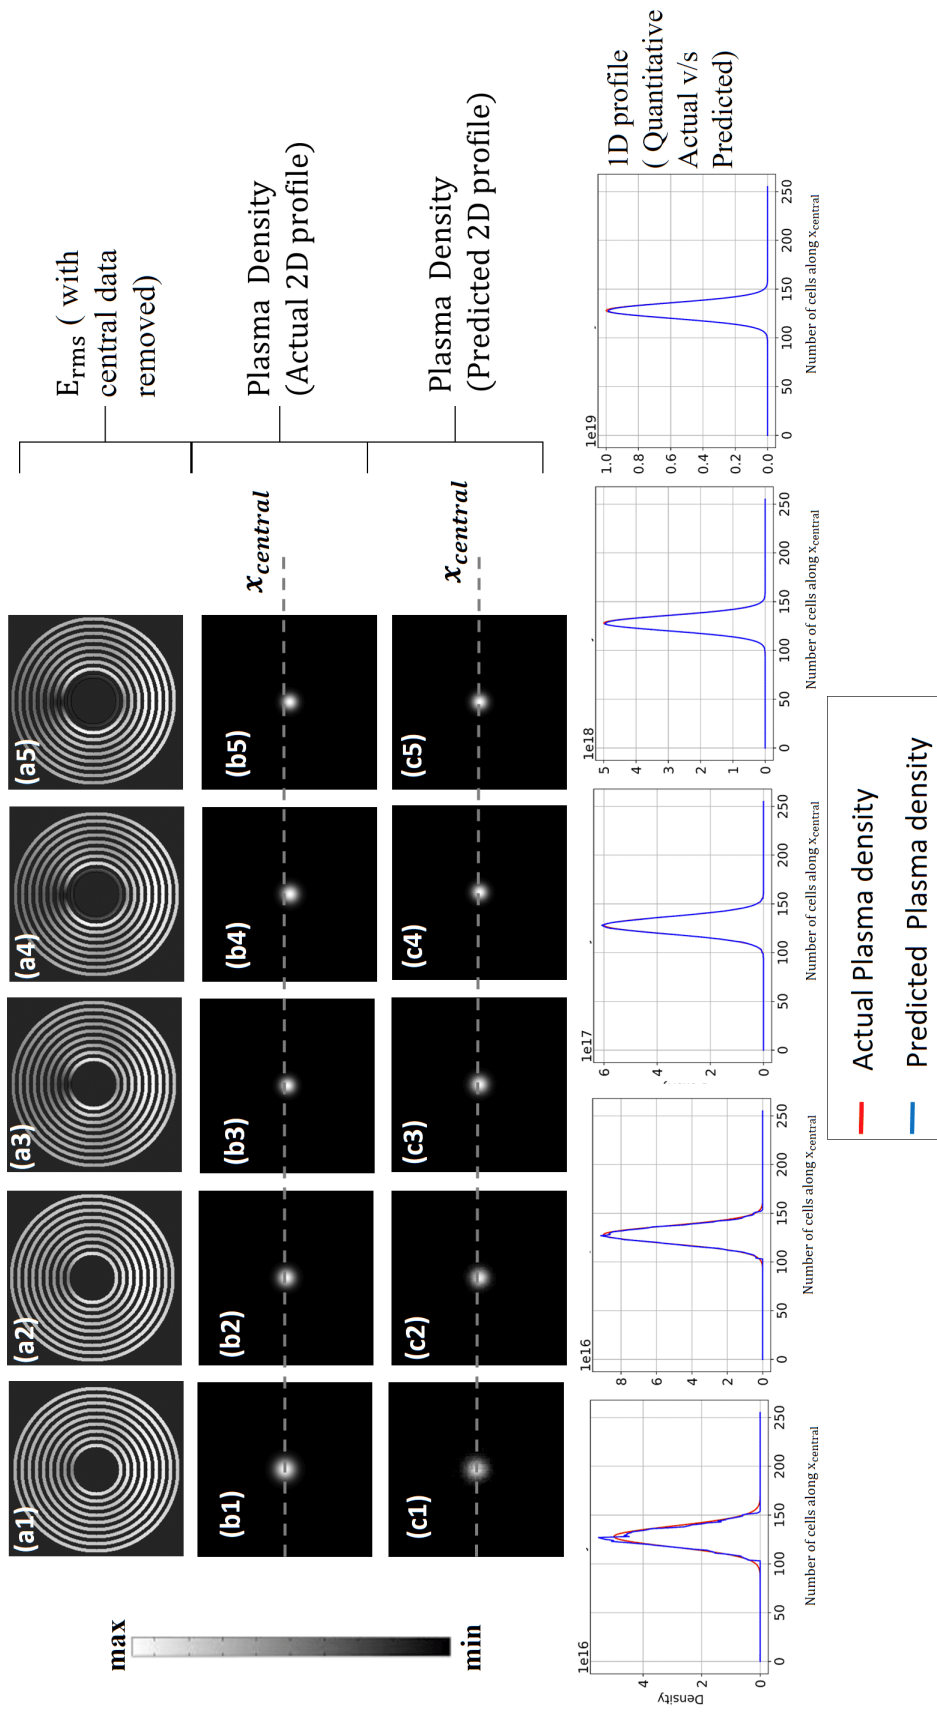 max
min
(a1)
(a2)
(a3)
(a4)
(a5)
E_rms ( with
central data
removed)
(b1)
(b2)
(b3)
(b4)
(b5)
x_central
Plasma Density
(Actual 2D profile)
(c1)
(c2)
(c3)
(c4)
(c5)
x_central
Plasma Density
(Predicted 2D profile)
1e16
Density
4
2
0
0 50 100 150 200 250
Number of cells along x_central
1e16
8
6
4
2
0
0 50 100 150 200 250
Number of cells along x_central
1e17
6
4
2
0
0 50 100 150 200 250
Number of cells along x_central
1e18
5
4
3
2
1
0
0 50 100 150 200 250
Number of cells along x_central
1e19
1.0
0.8
0.6
0.4
0.2
0.0
0 50 100 150 200 250
Number of cells along x_central
1D profile
( Quantitative
Actual v/s
Predicted)
Actual Plasma density
Predicted Plasma density